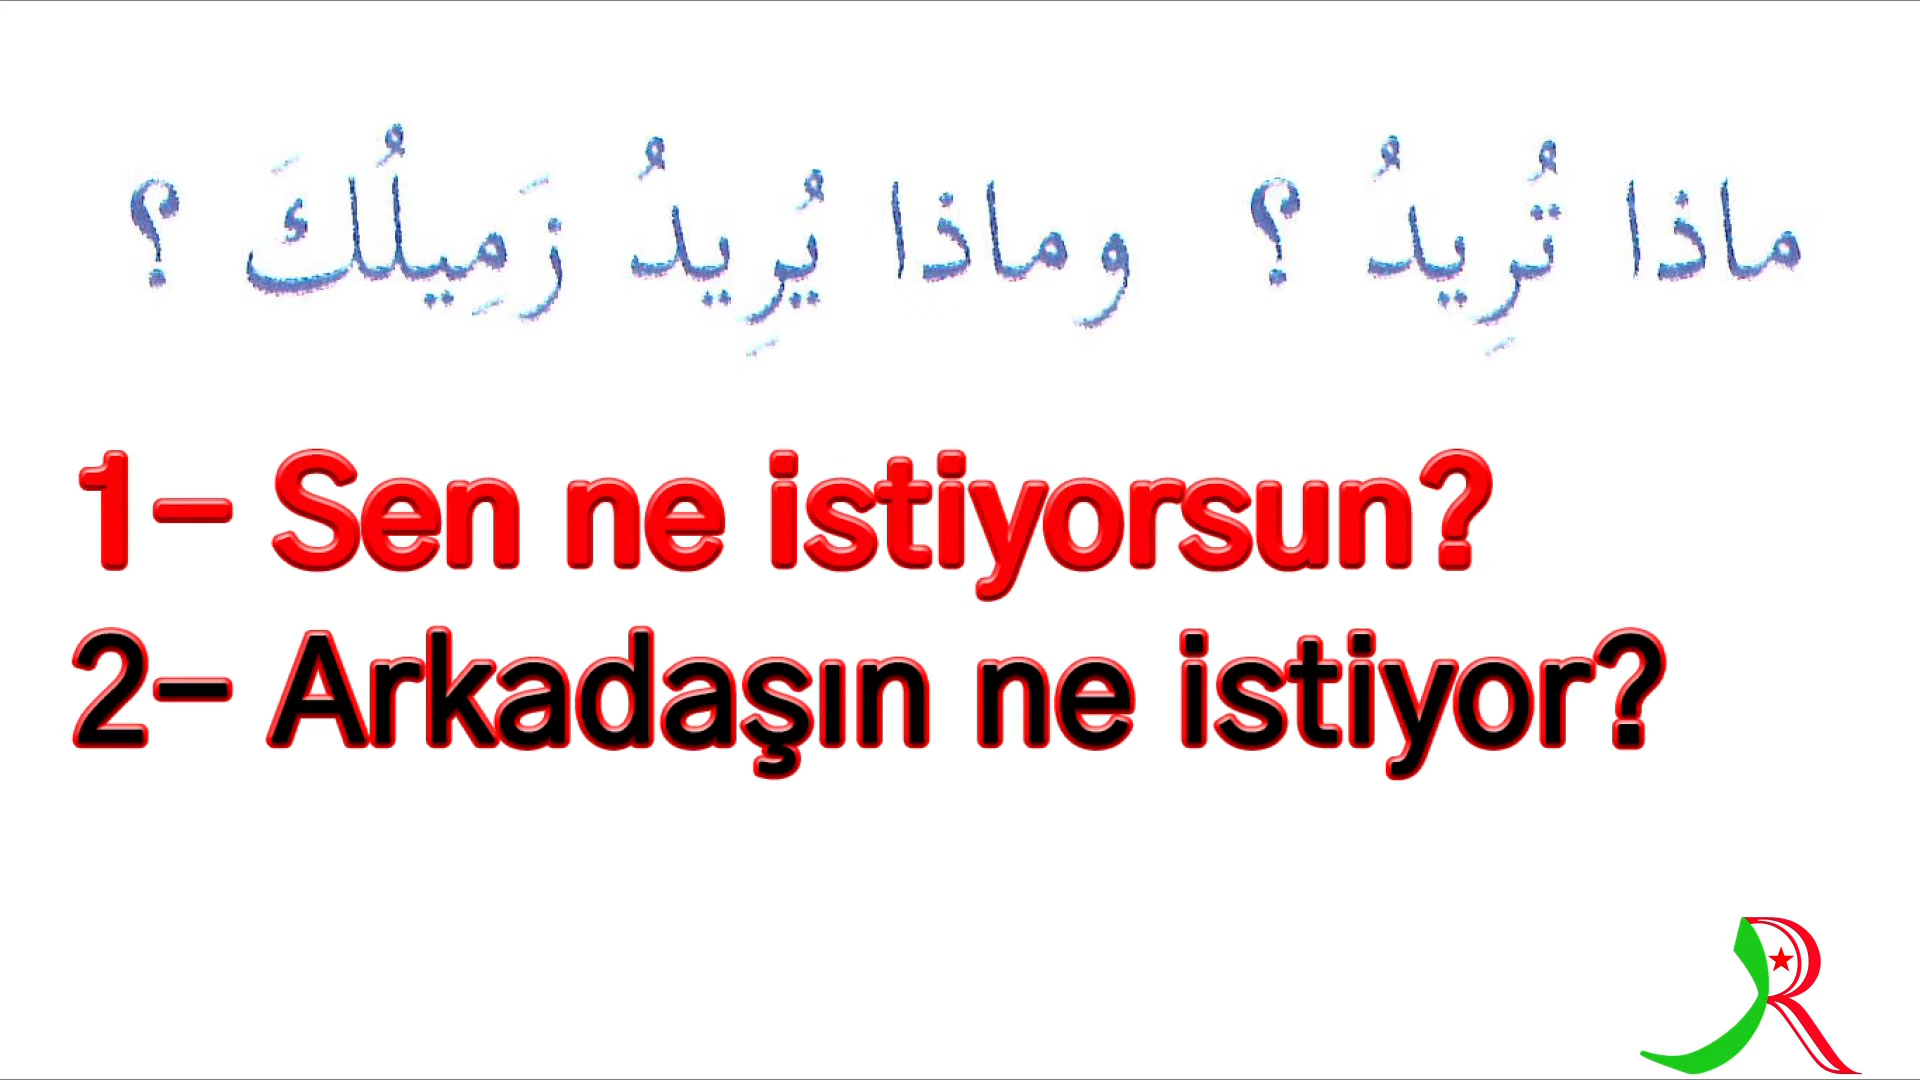 ماذا تُرِيدُ ؟ وماذا يُرِيدُ زَمِيلُكَ ؟
1- Sen ne istiyorsun?
2- Arkadaşın ne istiyor?